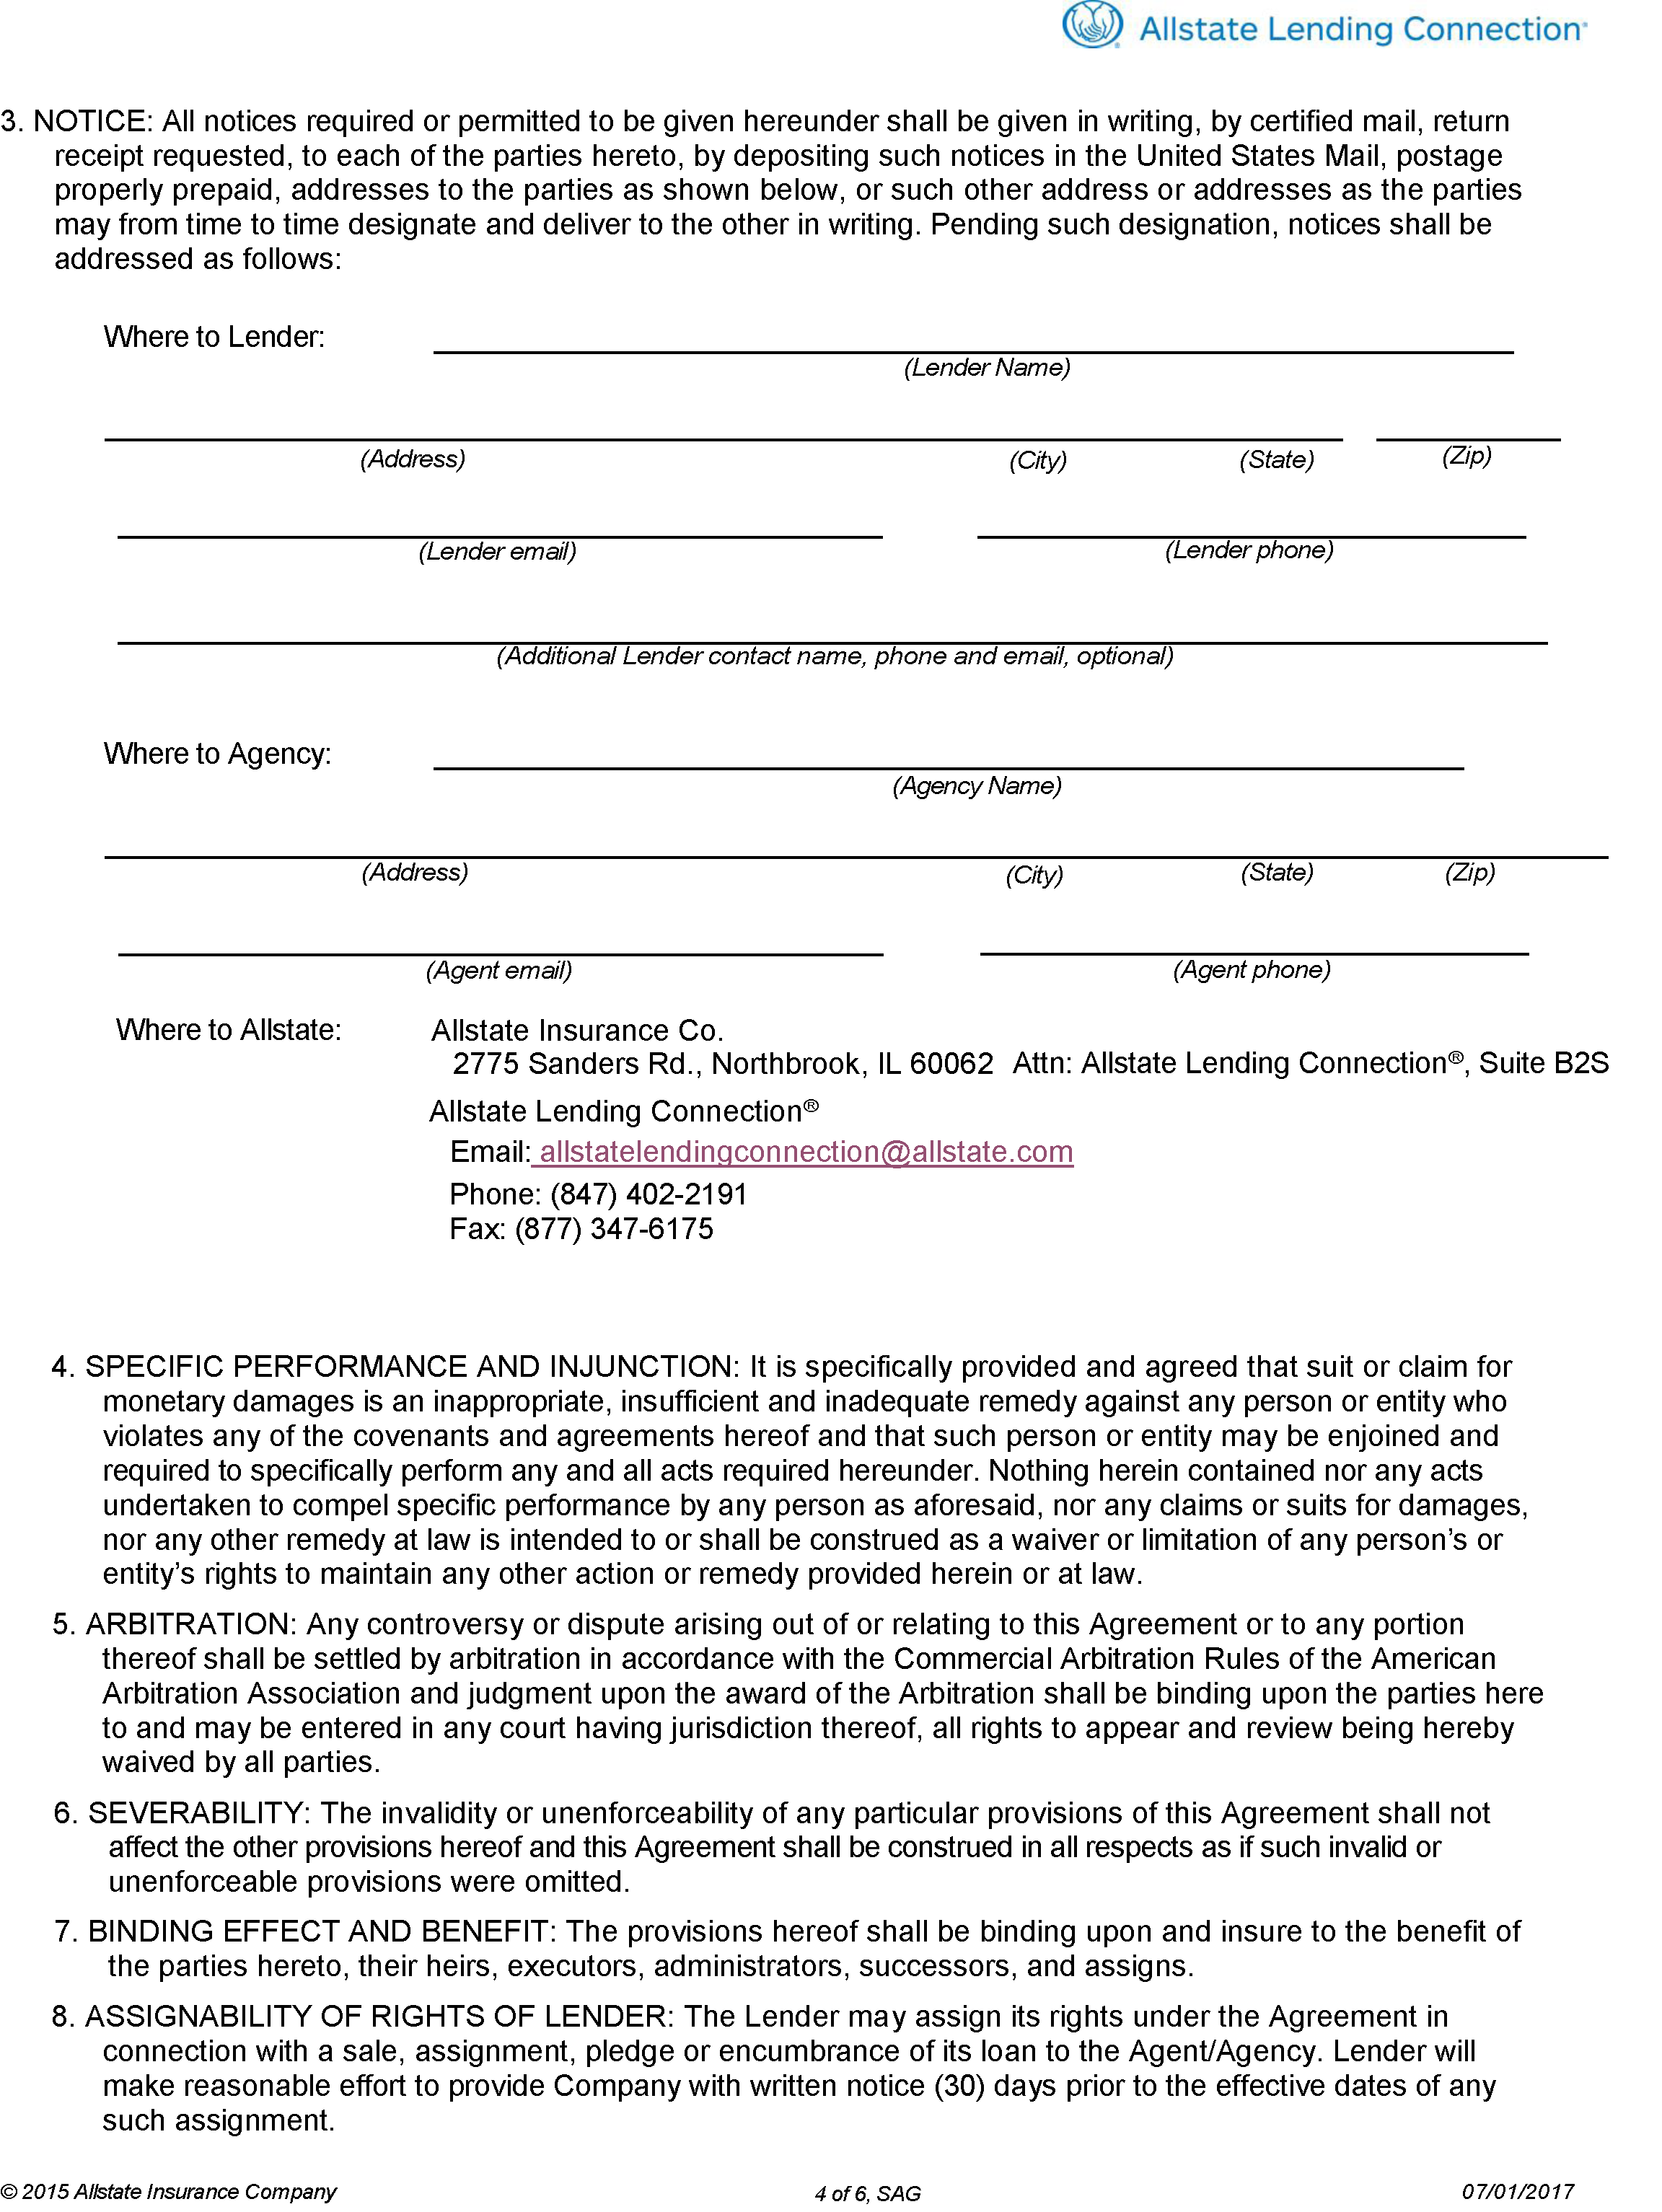 Allstate Lending Connection®
3. NOTICE: All notices required or permitted to be given hereunder shall be given in writing, by certified mail, return
receipt requested, to each of the parties hereto, by depositing such notices in the United States Mail, postage
properly prepaid, addresses to the parties as shown below, or such other address or addresses as the parties
may from time to time designate and deliver to the other in writing. Pending such designation, notices shall be
addressed as follows:
Where to Lender:
(Lender Name)
(Address) (City) (State) (Zip)
(Lender email) (Lender phone)
(Additional Lender contact name, phone and email, optional)
Where to Agency:
(Agency Name)
(Address) (City) (State) (Zip)
(Agent email) (Agent phone)
Where to Allstate: Allstate Insurance Co.
2775 Sanders Rd., Northbrook, IL 60062 Attn: Allstate Lending Connection®, Suite B2S
Allstate Lending Connection®
Email: allstatelendingconnection@allstate.com
Phone: (847) 402-2191
Fax: (877) 347-6175
4. SPECIFIC PERFORMANCE AND INJUNCTION: It is specifically provided and agreed that suit or claim for
monetary damages is an inappropriate, insufficient and inadequate remedy against any person or entity who
violates any of the covenants and agreements hereof and that such person or entity may be enjoined and
required to specifically perform any and all acts required hereunder. Nothing herein contained nor any acts
undertaken to compel specific performance by any person as aforesaid, nor any claims or suits for damages,
nor any other remedy at law is intended to or shall be construed as a waiver or limitation of any person's or
entity's rights to maintain any other action or remedy provided herein or at law.
5. ARBITRATION: Any controversy or dispute arising out of or relating to this Agreement or to any portion
thereof shall be settled by arbitration in accordance with the Commercial Arbitration Rules of the American
Arbitration Association and judgment upon the award of the Arbitration shall be binding upon the parties here
to and may be entered in any court having jurisdiction thereof, all rights to appear and review being hereby
waived by all parties.
6. SEVERABILITY: The invalidity or unenforceability of any particular provisions of this Agreement shall not
affect the other provisions hereof and this Agreement shall be construed in all respects as if such invalid or
unenforceable provisions were omitted.
7. BINDING EFFECT AND BENEFIT: The provisions hereof shall be binding upon and insure to the benefit of
the parties hereto, their heirs, executors, administrators, successors, and assigns.
8. ASSIGNABILITY OF RIGHTS OF LENDER: The Lender may assign its rights under the Agreement in
connection with a sale, assignment, pledge or encumbrance of its loan to the Agent/Agency. Lender will
make reasonable effort to provide Company with written notice (30) days prior to the effective dates of any
such assignment.
© 2015 Allstate Insurance Company 4 of 6, SAG 07/01/2017